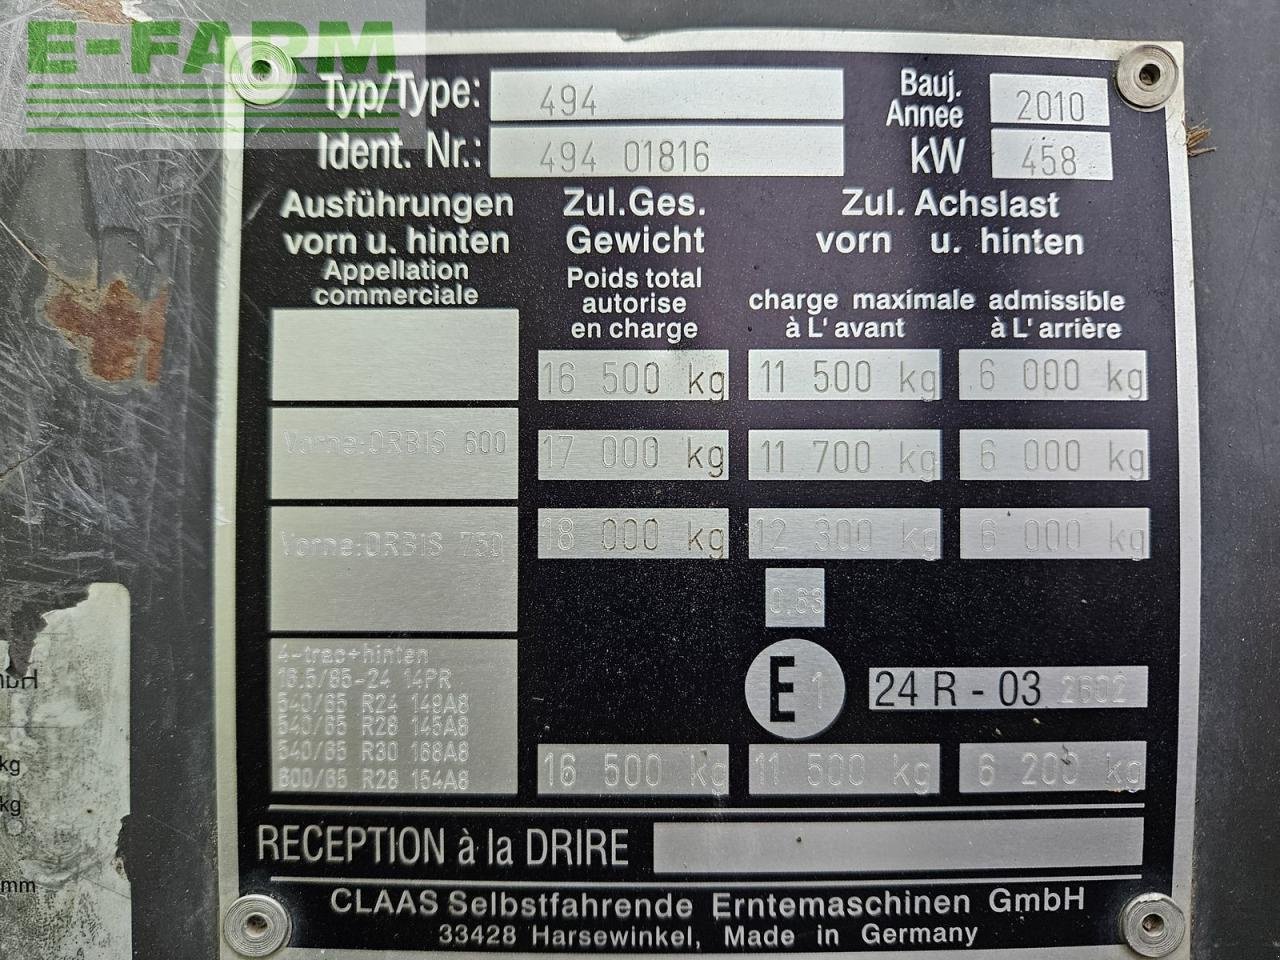 E-FARM
Typ/Type: 494
Bauj. Annee 2010
Ident. Nr.: 494 01816
kW 458
Ausführungen vorn u. hinten
Appellation commerciale
Zul.Ges. Gewicht
Poids total autorise en charge
Zul. Achslast
vorn u. hinten
charge maximale admissible
à L' avant à L' arrière
16 500 kg 11 500 kg 6 000 kg
Vorne:ORBIS 600 17 000 kg 11 700 kg 6 000 kg
Vorne:ORBIS 750 18 000 kg 12 300 kg 6 000 kg
0.63
E1 24 R - 03 2602
4-trac+hinten
16.5/85-24 14PR
540/65 R24 149A8
540/65 R28 145A8
540/65 R30 168A8
600/65 R28 154A8
16 500 kg 11 500 kg 6 200 kg
RECEPTION à la DRIRE
CLAAS Selbstfahrende Erntemaschinen GmbH
33428 Harsewinkel, Made in Germany
kg
kg
mm